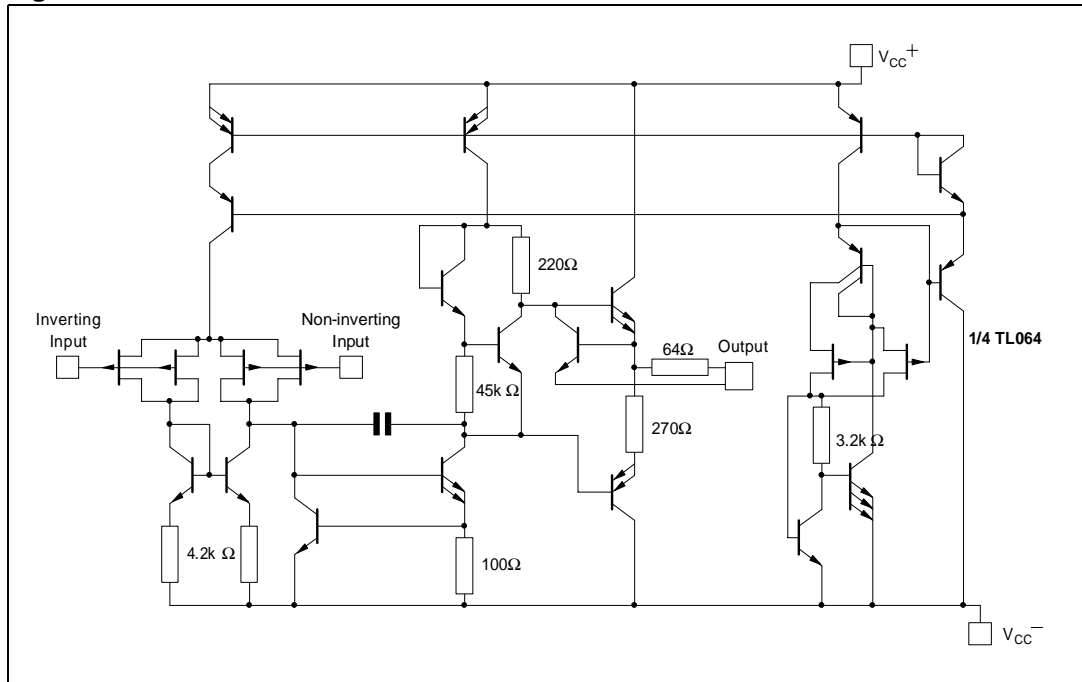 VCC+
220Ω
Inverting
Input
Non-inverting
Input
64Ω
Output
1/4 TL064
45k Ω
270Ω
3.2k Ω
4.2k Ω
100Ω
VCC−